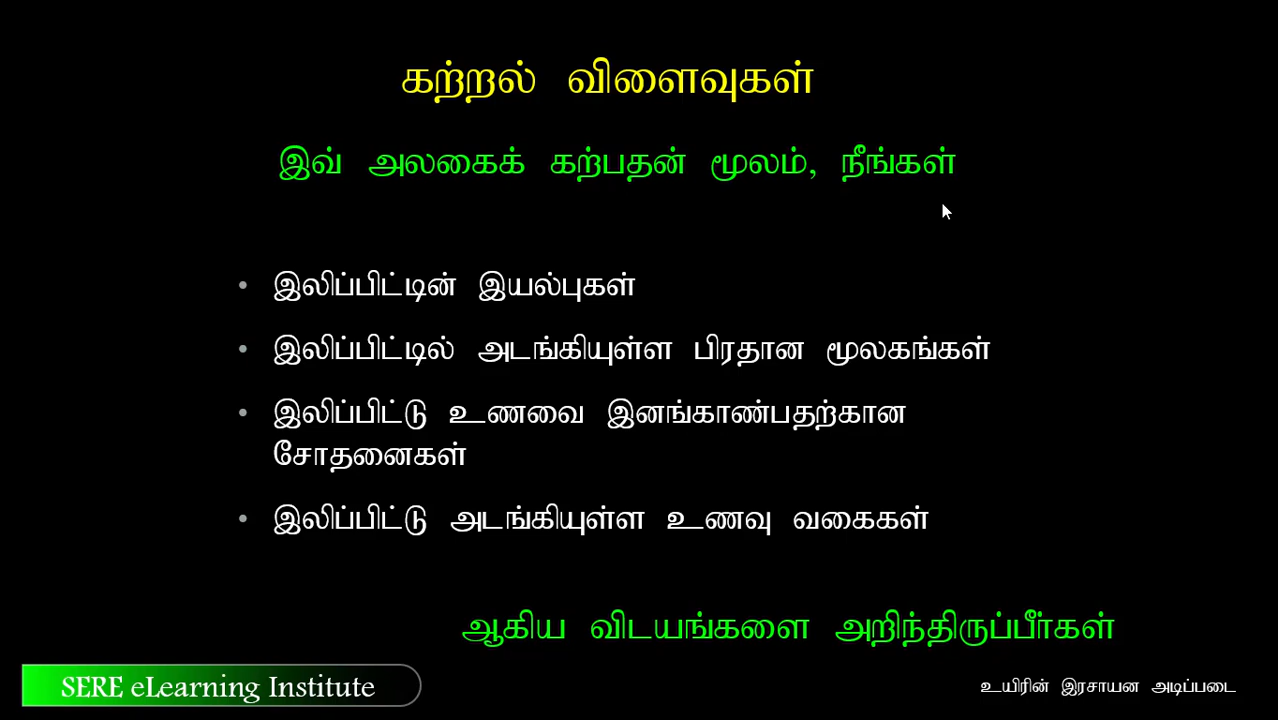 கற்றல் விளைவுகள்
இவ் அலகைக் கற்பதன் மூலம், நீங்கள்
• இலிப்பிட்டின் இயல்புகள்
• இலிப்பிட்டில் அடங்கியுள்ள பிரதான மூலகங்கள்
• இலிப்பிட்டு உணவை இனங்காண்பதற்கான
சோதனைகள்
• இலிப்பிட்டு அடங்கியுள்ள உணவு வகைகள்
ஆகிய விடயங்களை அறிந்திருப்பீர்கள்
SERE eLearning Institute
உயிரின் இரசாயன அடிப்படை